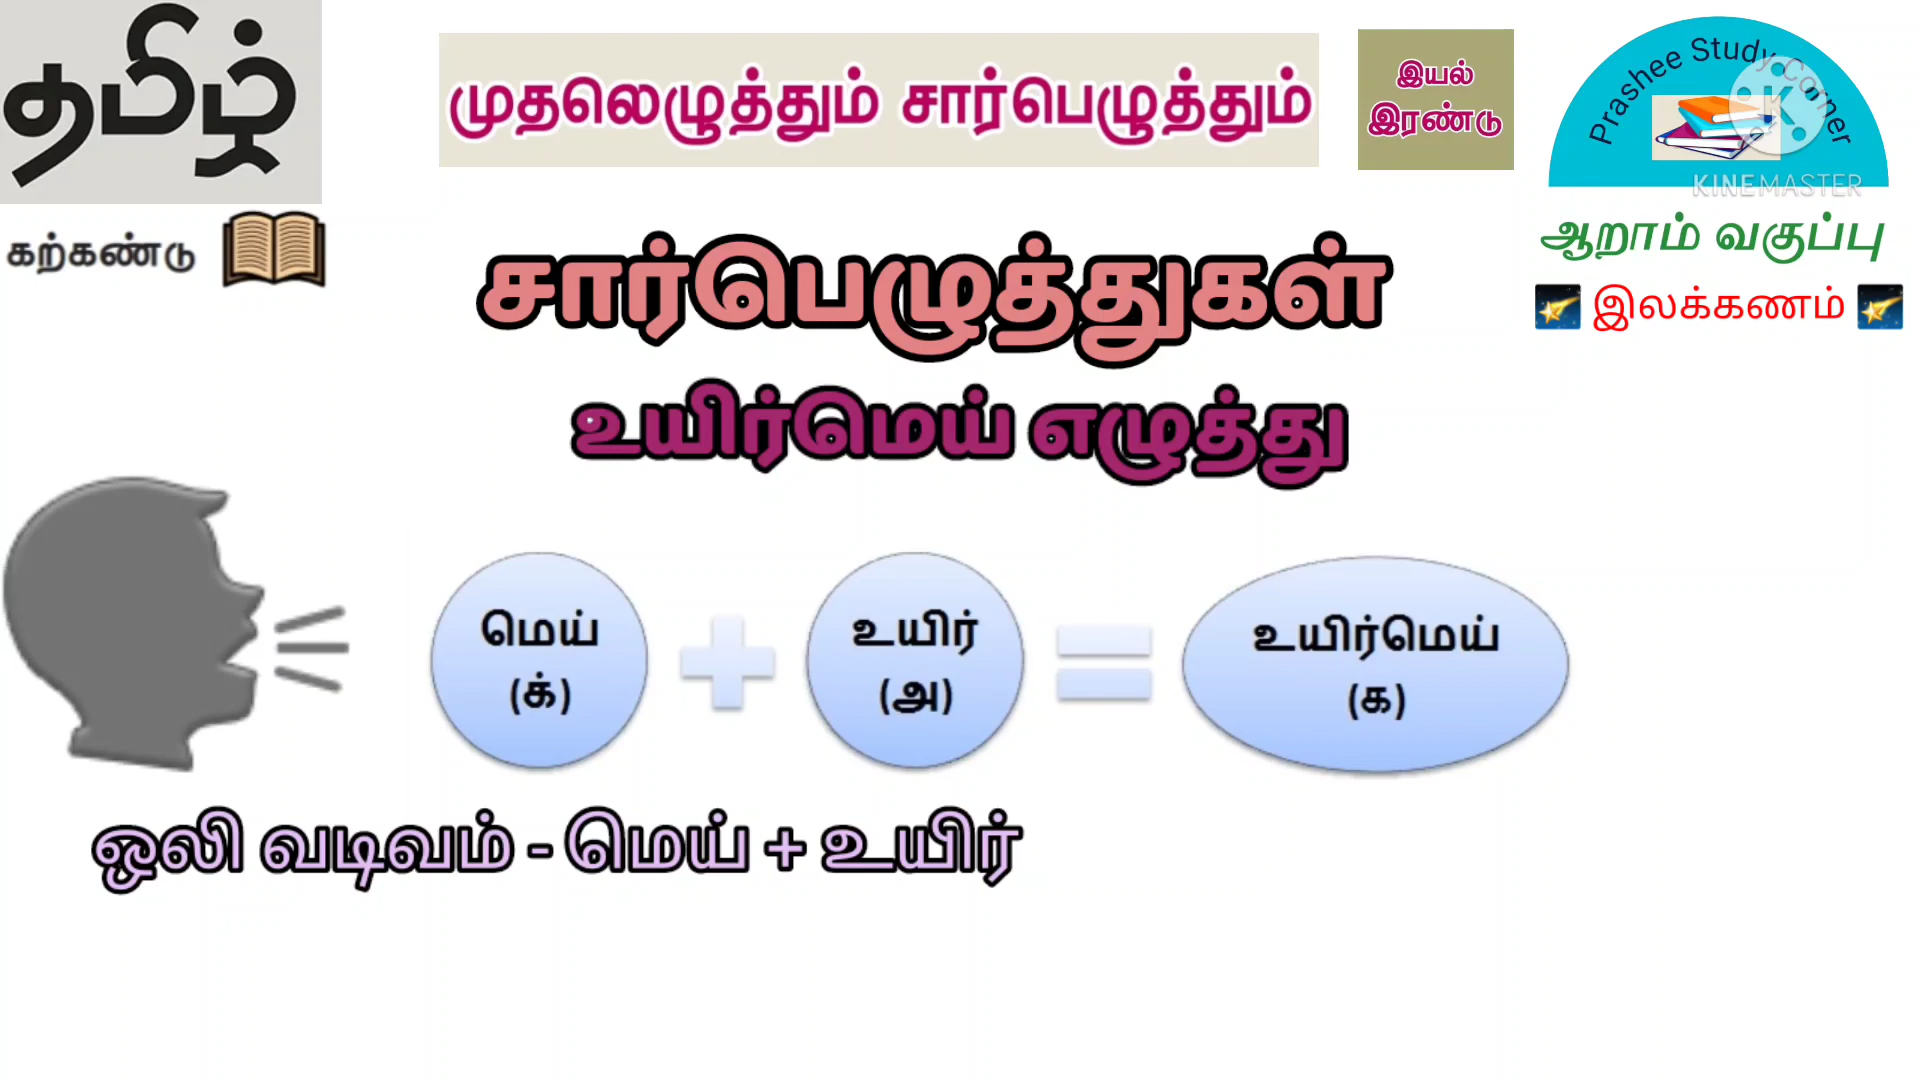 தமிழ்
முதலெழுத்தும் சார்பெழுத்தும்
இயல்
இரண்டு
Prashee Study Corner
KINEMASTER
கற்கண்டு
ஆறாம் வகுப்பு
இலக்கணம்
சார்பெழுத்துகள்
உயிர்மெய் எழுத்து
மெய்
(க்)
உயிர்
(அ)
உயிர்மெய்
(க)
ஒலி வடிவம் - மெய் + உயிர்